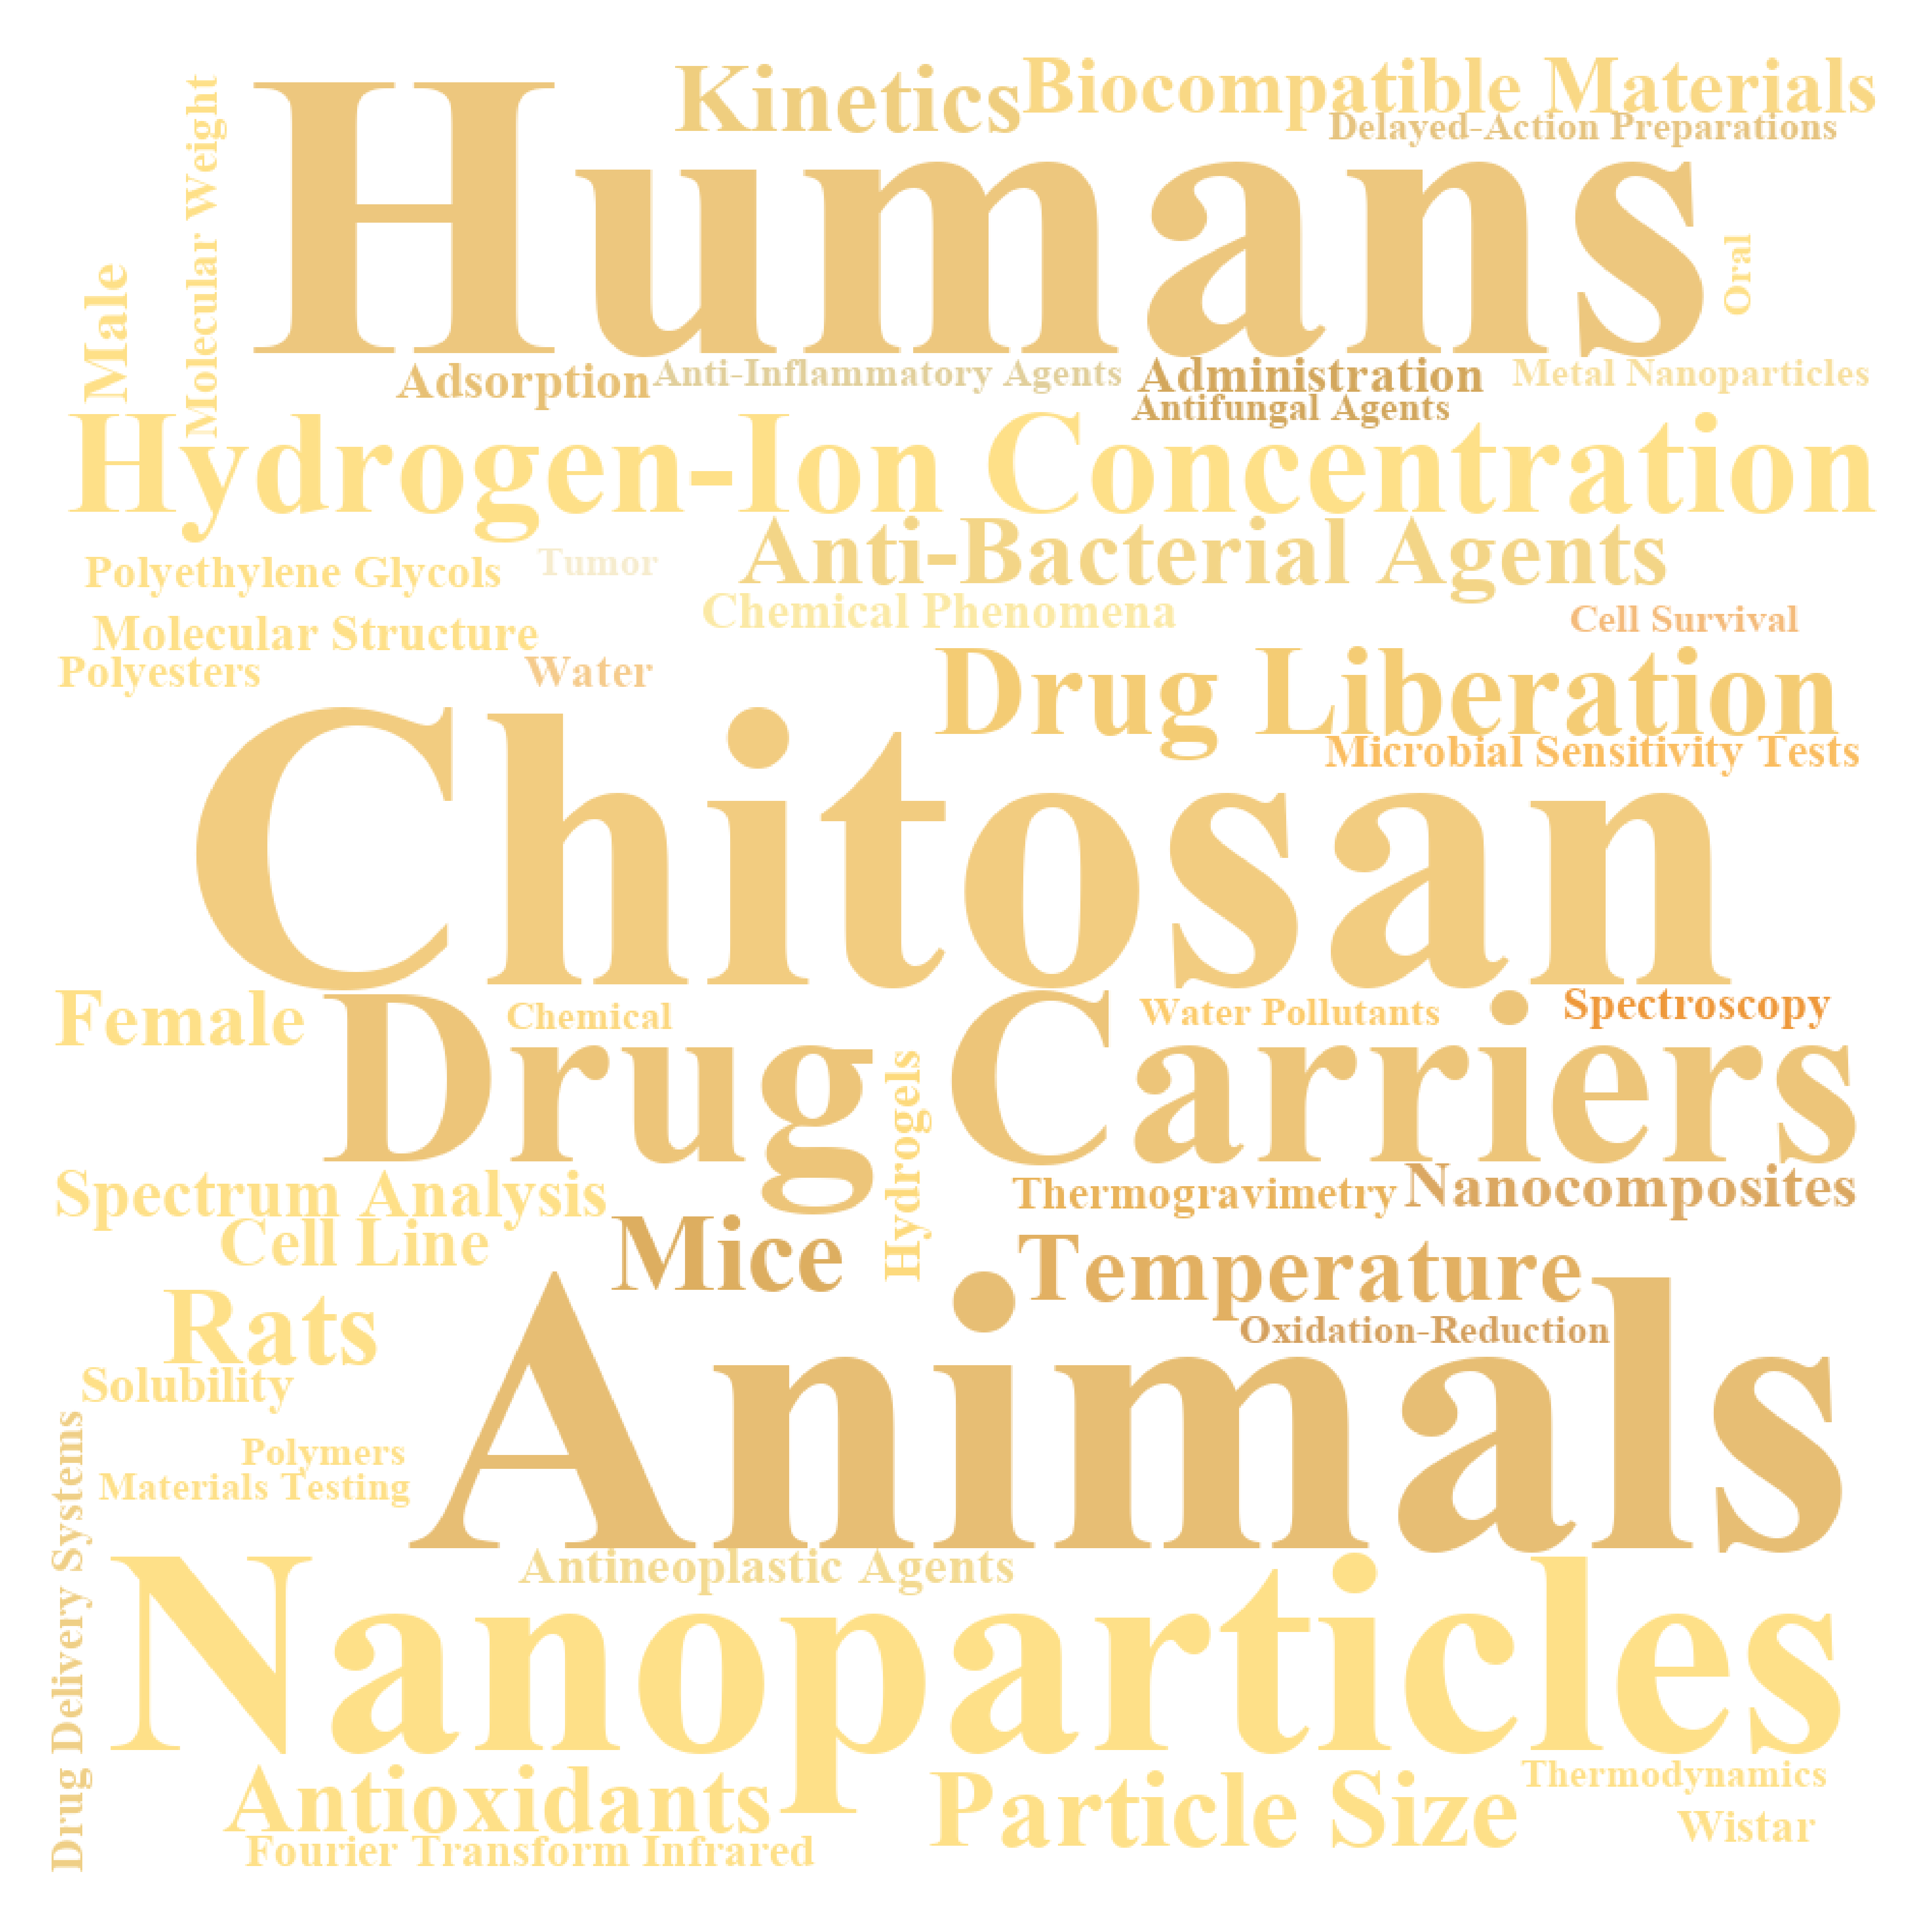 Kinetics
Biocompatible Materials
Delayed-Action Preparations
Molecular Weight
Humans
Male
Oral
Adsorption
Anti-Inflammatory Agents
Administration
Metal Nanoparticles
Antifungal Agents
Hydrogen-Ion Concentration
Anti-Bacterial Agents
Polyethylene Glycols
Tumor
Chemical Phenomena
Cell Survival
Molecular Structure
Polyesters
Water
Drug Liberation
Microbial Sensitivity Tests
Chitosan
Female
Chemical
Water Pollutants
Spectroscopy
Drug Carriers
Hydrogels
Spectrum Analysis
Thermogravimetry
Nanocomposites
Cell Line
Mice
Temperature
Rats
Oxidation-Reduction
Animals
Solubility
Polymers
Materials Testing
Drug Delivery Systems
Antineoplastic Agents
Nanoparticles
Antioxidants
Particle Size
Thermodynamics
Wistar
Fourier Transform Infrared